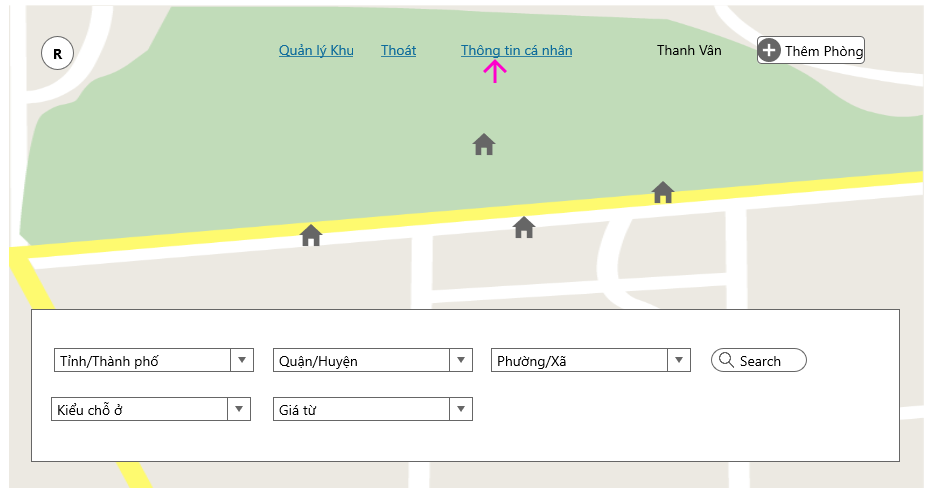 R
Quản lý Khu
Thoát
Thông tin cá nhân
Thanh Vân
Thêm Phòng
Tỉnh/Thành phố
Quận/Huyện
Phường/Xã
Search
Kiểu chỗ ở
Giá từ